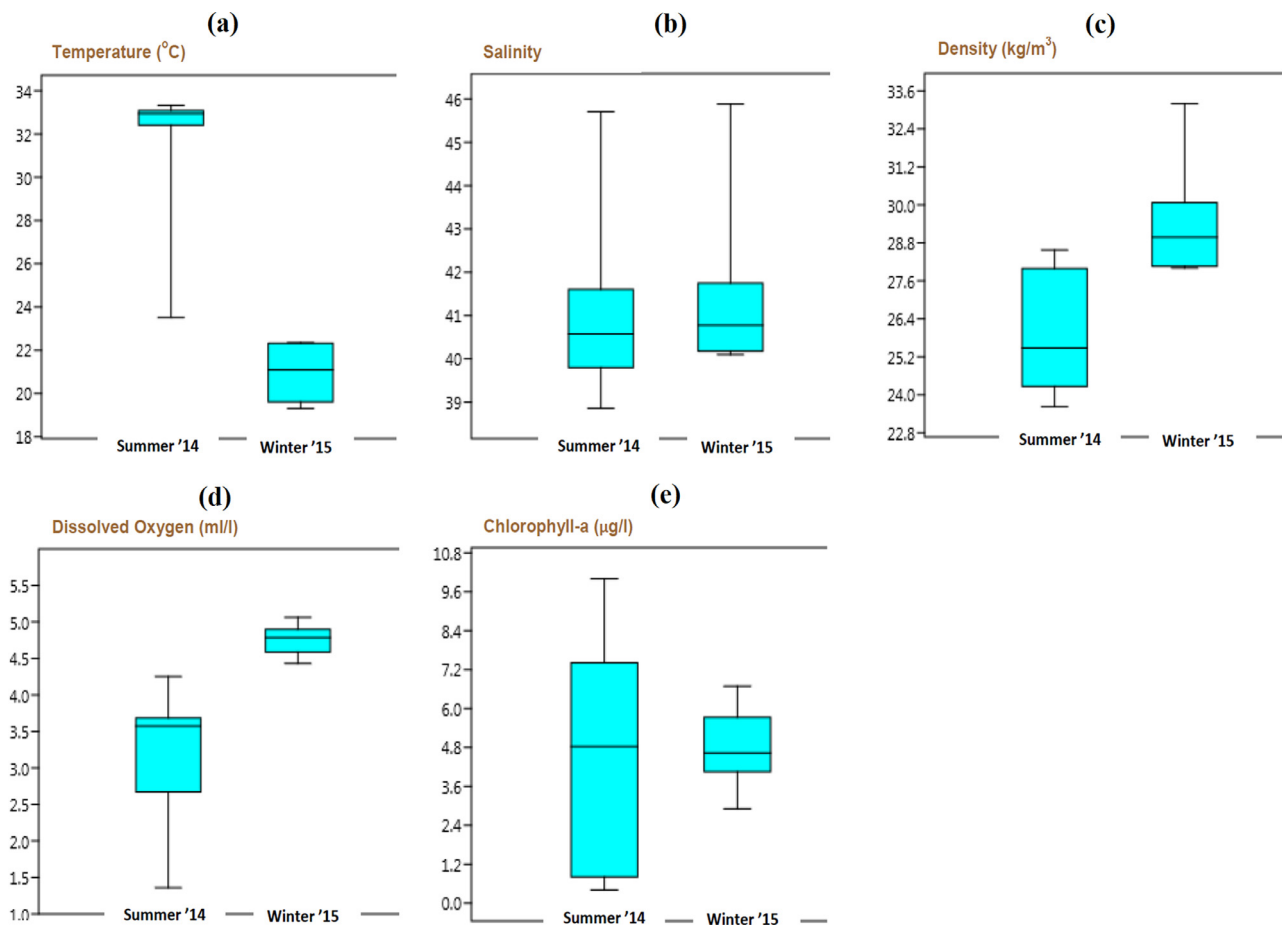 (a)
Temperature (°C)
34
32
30
28
26
24
22
20
18
Summer ’14
Winter ’15
(b)
Salinity
46
45
44
43
42
41
40
39
Summer ’14
Winter ’15
(c)
Density (kg/m³)
33.6
32.4
31.2
30.0
28.8
27.6
26.4
25.2
24.0
22.8
Summer ’14
Winter ’15
(d)
Dissolved Oxygen (ml/l)
5.5
5.0
4.5
4.0
3.5
3.0
2.5
2.0
1.5
1.0
Summer ’14
Winter ’15
(e)
Chlorophyll-a (µg/l)
10.8
9.6
8.4
7.2
6.0
4.8
3.6
2.4
1.2
0.0
Summer ’14
Winter ’15